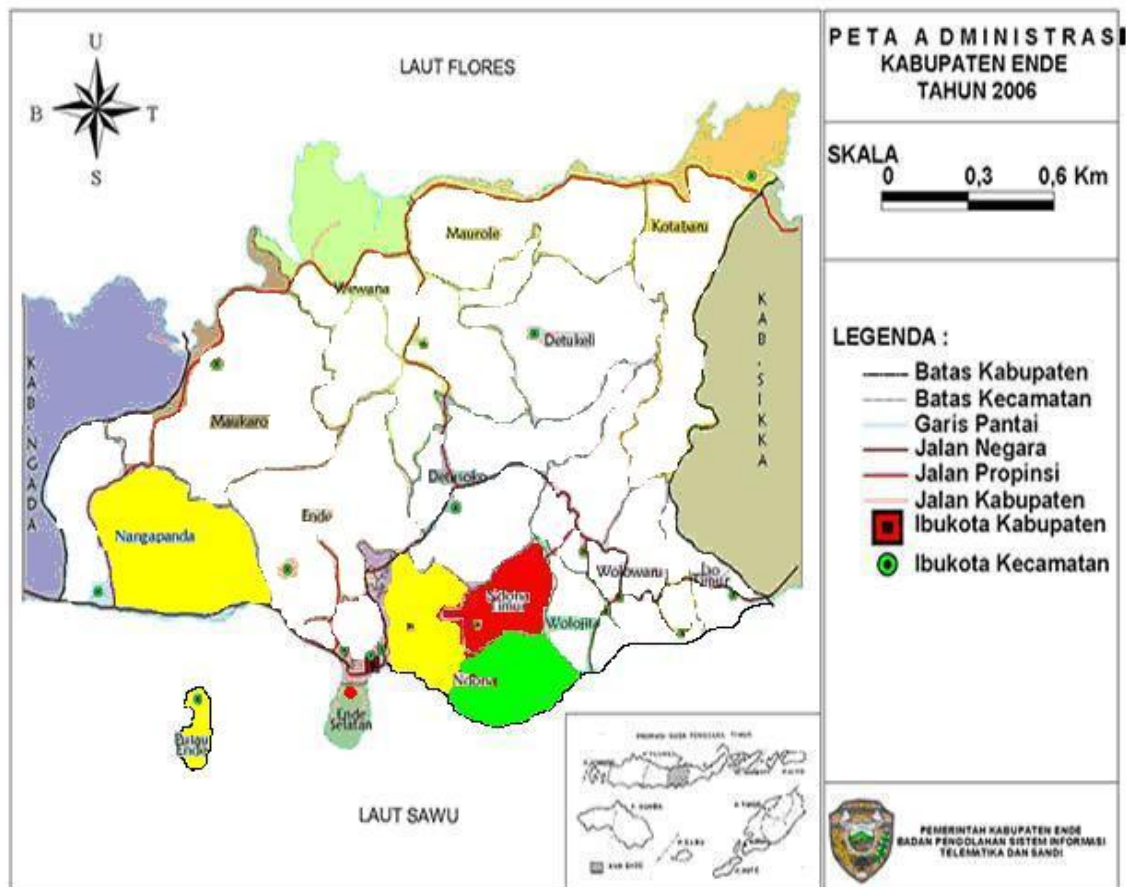 PETA ADMINISTRASI
KABUPATEN ENDE
TAHUN 2006
SKALA
0 0,3 0,6 Km
LEGENDA :
Batas Kabupaten
Batas Kecamatan
Garis Pantai
Jalan Negara
Jalan Propinsi
Jalan Kabupaten
Ibukota Kabupaten
Ibukota Kecamatan
PEMERINTAH KABUPATEN ENDE
BADAN PENGOLAHAN SISTEM INFORMASI
TELEMATIKA DAN SANDI
U
B T
S
LAUT FLORES
Maurole
Kotabaru
Wewaria
Detukeli
KAB. SIKKA
KAB. NGADA
Maukaro
Detusoko
Ende
Nangapanda
Wolowaru
Timur
Ndona
Timur
Wolojita
Ndona
Ende
Selatan
Pulau
Ende
LAUT SAWU